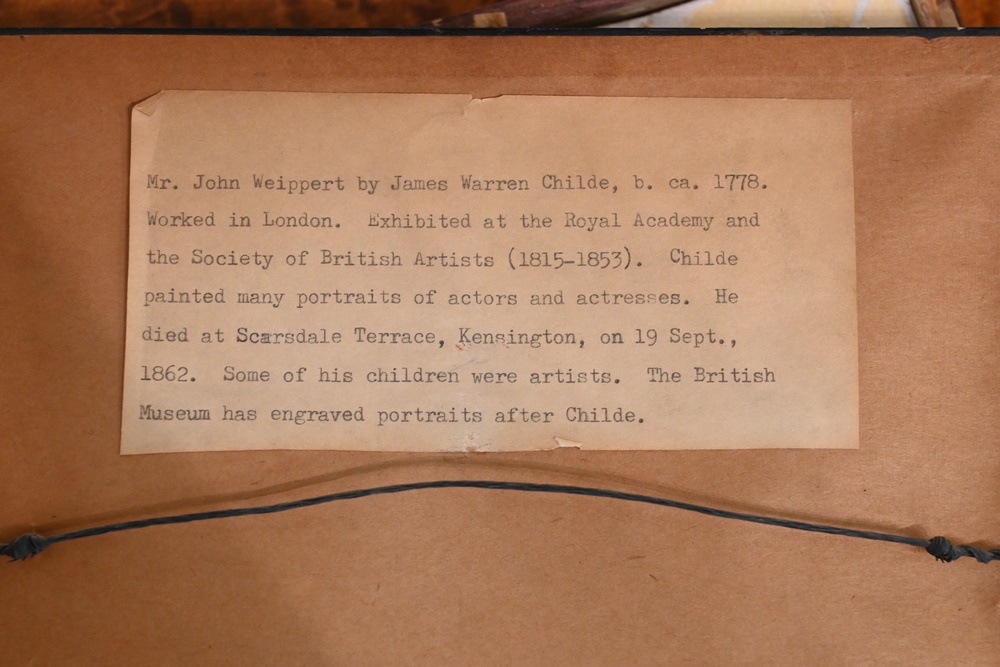 Mr. John Weippert by James Warren Childe, b. ca. 1778.
Worked in London.  Exhibited at the Royal Academy and
the Society of British Artists (1815-1853).  Childe
painted many portraits of actors and actresses.  He
died at Scarsdale Terrace, Kensington, on 19 Sept.,
1862.  Some of his children were artists.  The British
Museum has engraved portraits after Childe.